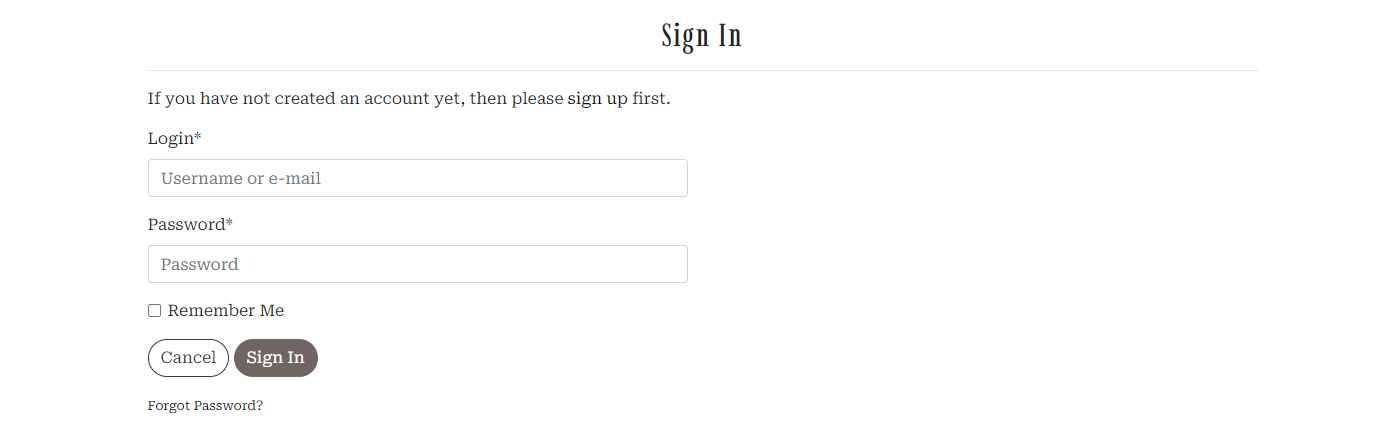 Sign In
If you have not created an account yet, then please sign up first.
Login*
Username or e-mail
Password*
Password
Remember Me
Cancel Sign In
Forgot Password?